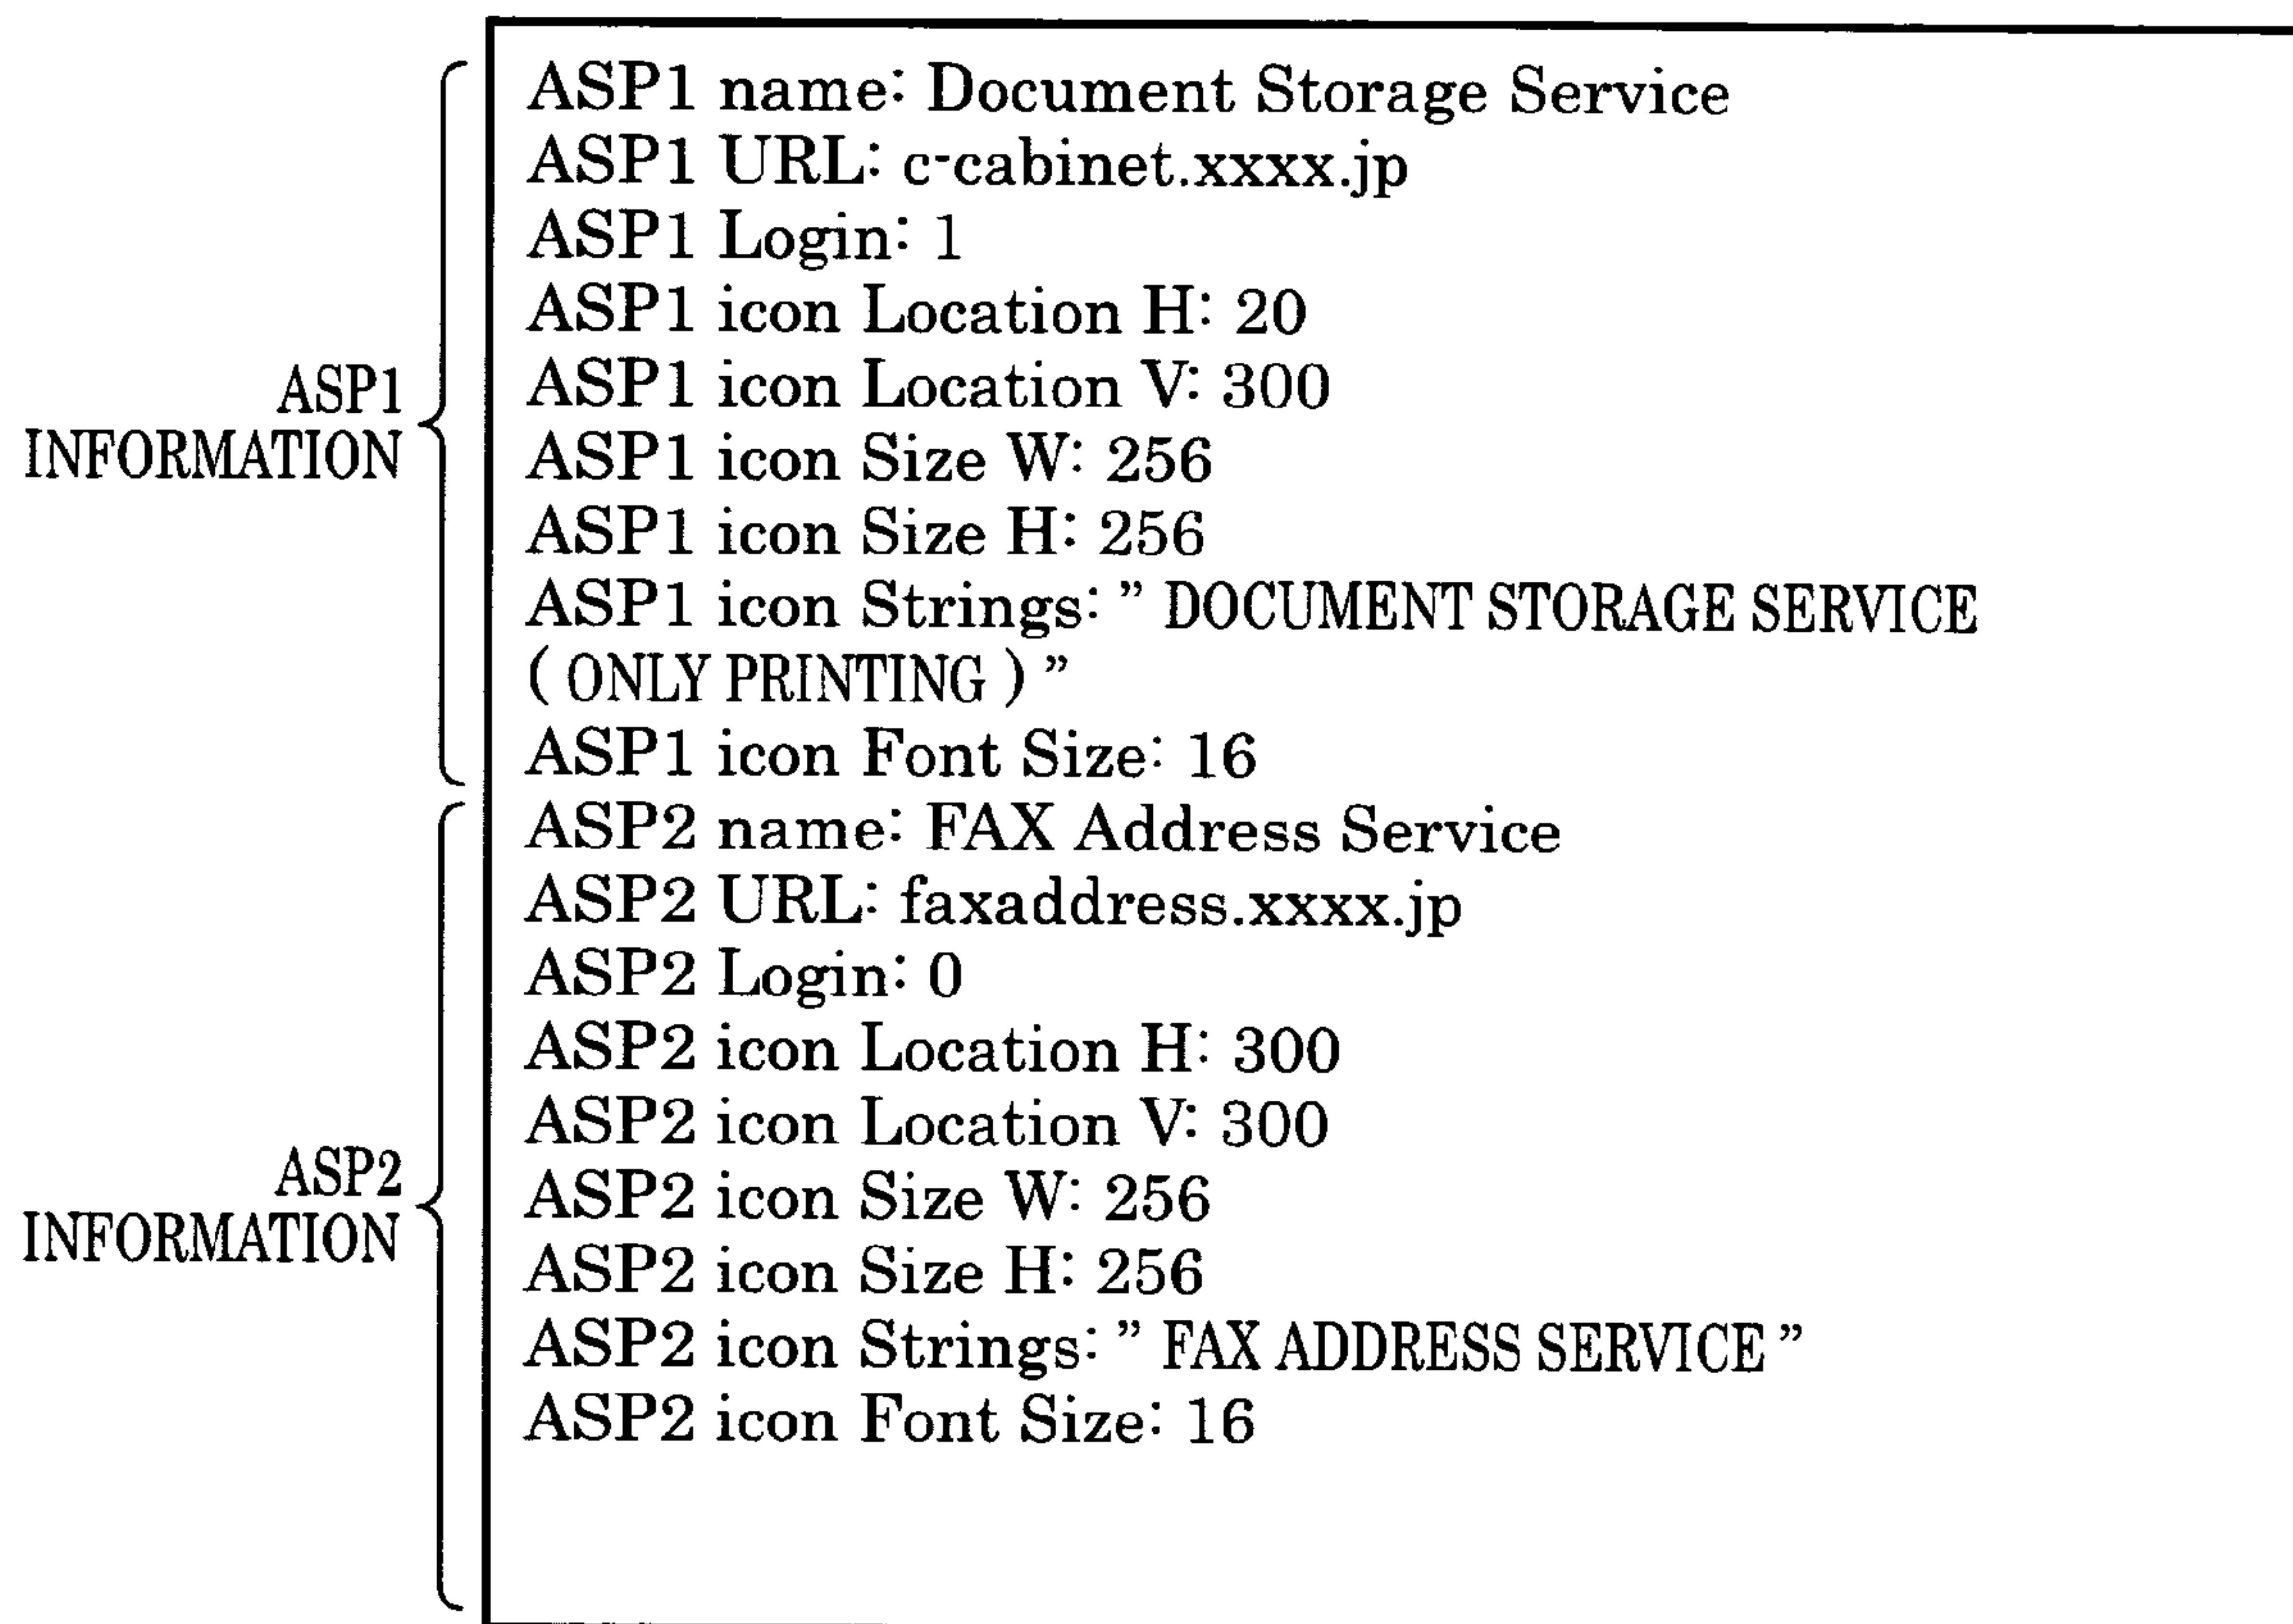 ASP1 INFORMATION
ASP1 name: Document Storage Service
ASP1 URL: c-cabinet.xxxx.jp
ASP1 Login: 1
ASP1 icon Location H: 20
ASP1 icon Location V: 300
ASP1 icon Size W: 256
ASP1 icon Size H: 256
ASP1 icon Strings: ” DOCUMENT STORAGE SERVICE
( ONLY PRINTING ) ”
ASP1 icon Font Size: 16
ASP2 INFORMATION
ASP2 name: FAX Address Service
ASP2 URL: faxaddress.xxxx.jp
ASP2 Login: 0
ASP2 icon Location H: 300
ASP2 icon Location V: 300
ASP2 icon Size W: 256
ASP2 icon Size H: 256
ASP2 icon Strings: ” FAX ADDRESS SERVICE ”
ASP2 icon Font Size: 16